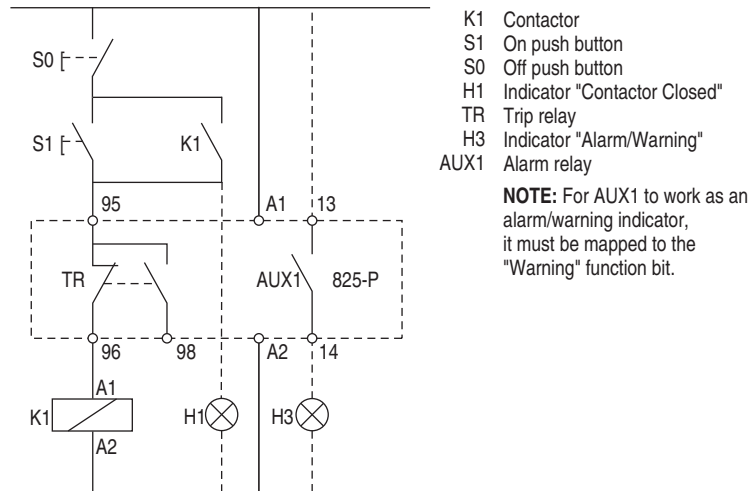 K1 Contactor
S1 On push button
S0 Off push button
H1 Indicator "Contactor Closed"
TR Trip relay
H3 Indicator "Alarm/Warning"
AUX1 Alarm relay
NOTE: For AUX1 to work as an
alarm/warning indicator,
it must be mapped to the
"Warning" function bit.
S0
S1 K1
95 A1 13
TR AUX1 825-P
96 98 A2 14
A1
K1 H1 H3
A2